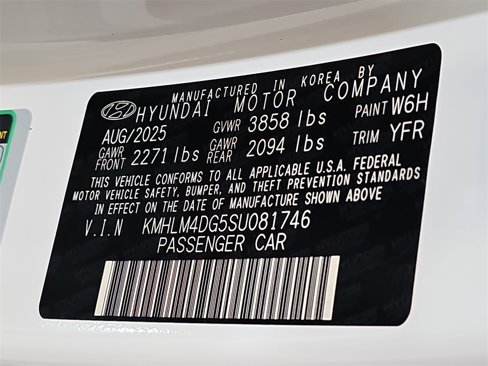 MANUFACTURED IN KOREA BY
HYUNDAI MOTOR COMPANY
AUG/2025 GVWR 3858 lbs PAINT W6H
GAWR FRONT 2271 lbs GAWR REAR 2094 lbs TRIM YFR
THIS VEHICLE CONFORMS TO ALL APPLICABLE U.S.A. FEDERAL
MOTOR VEHICLE SAFETY, BUMPER, AND THEFT PREVENTION STANDARDS
IN EFFECT ON THE DATE OF MANUFACTURE SHOWN ABOVE
V.I.N KMHLM4DG5SU081746
PASSENGER CAR